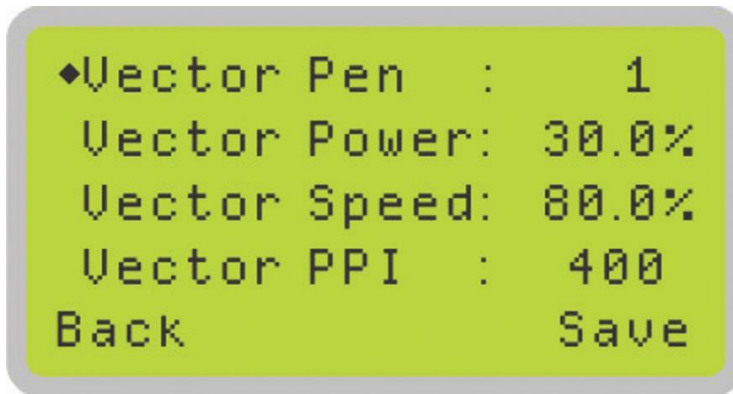 ◆Vector Pen : 1
Vector Power: 30.0%
Vector Speed: 80.0%
Vector PPI : 400
Back Save